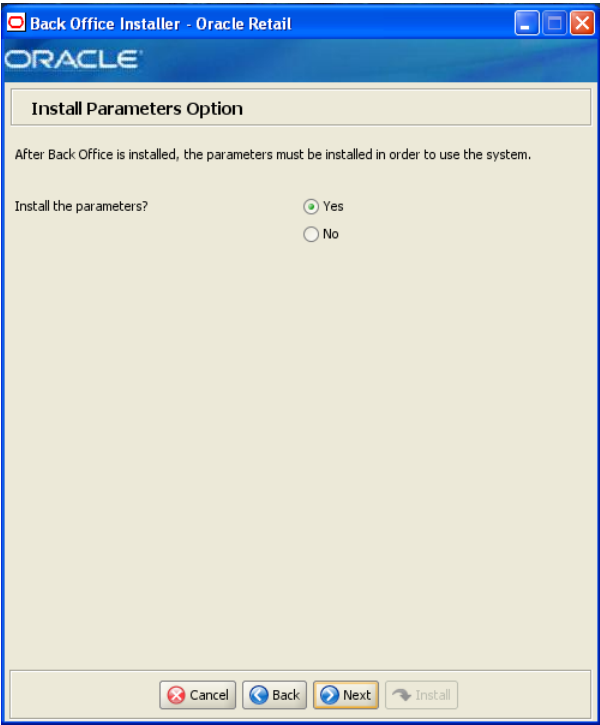 Back Office Installer - Oracle Retail
ORACLE
Install Parameters Option
After Back Office is installed, the parameters must be installed in order to use the system.
Install the parameters? Yes
No
Cancel Back Next Install